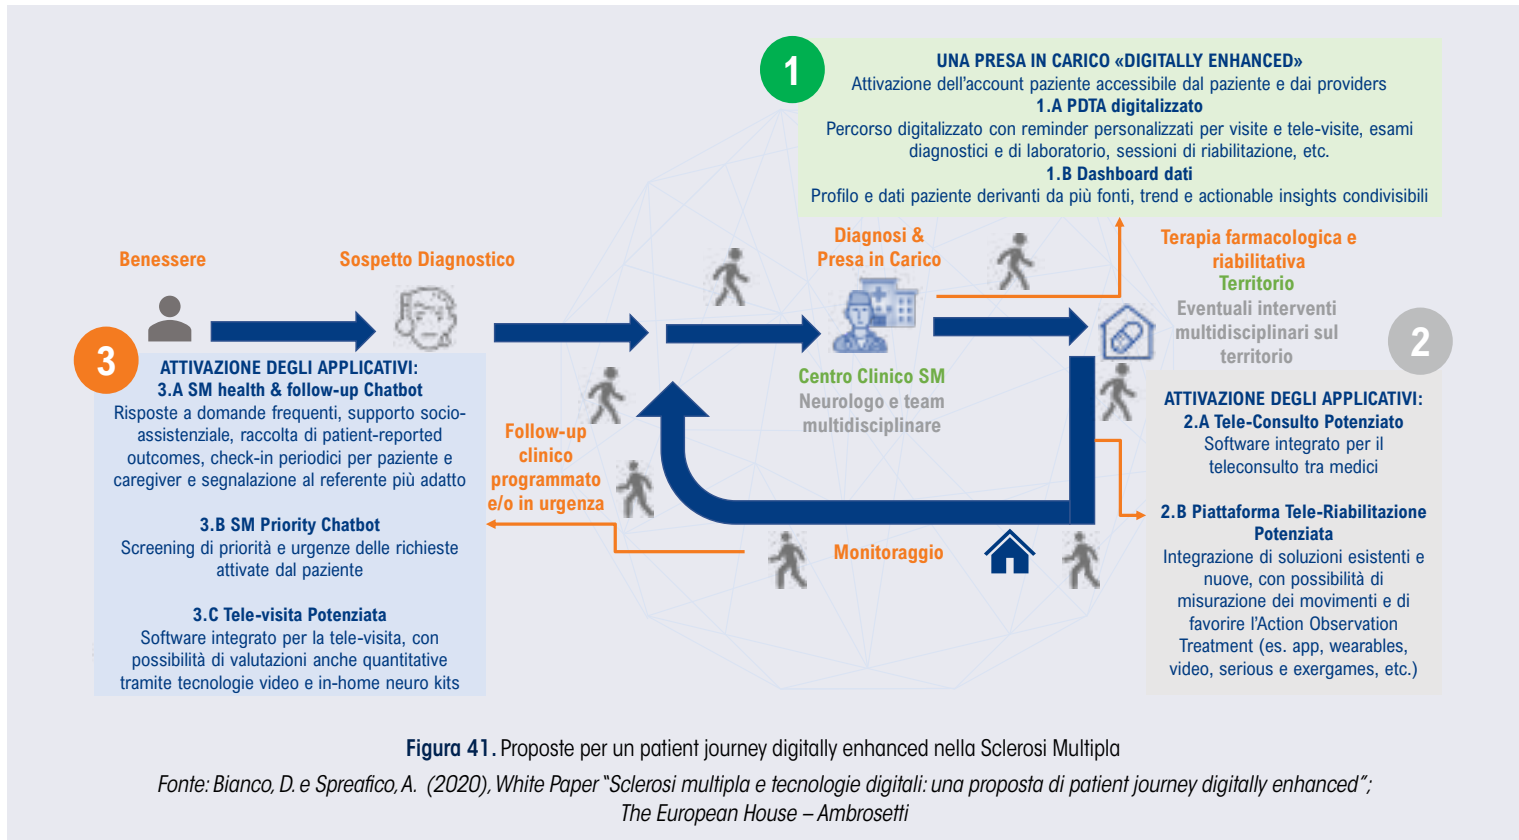 1
UNA PRESA IN CARICO «DIGITALLY ENHANCED»
Attivazione dell'account paziente accessibile dal paziente e dai providers
1.A PDTA digitalizzato
Percorso digitalizzato con reminder personalizzati per visite e tele-visite, esami
diagnostici e di laboratorio, sessioni di riabilitazione, etc.
1.B Dashboard dati
Profilo e dati paziente derivanti da più fonti, trend e actionable insights condivisibili
Benessere
Sospetto Diagnostico
Diagnosi &
Presa in Carico
Terapia farmacologica e
riabilitativa
Territorio
Eventuali interventi
multidisciplinari sul
territorio
Centro Clinico SM
Neurologo e team
multidisciplinare
3
ATTIVAZIONE DEGLI APPLICATIVI:
3.A SM health & follow-up Chatbot
Risposte a domande frequenti, supporto socio-
assistenziale, raccolta di patient-reported
outcomes, check-in periodici per paziente e
caregiver e segnalazione al referente più adatto
3.B SM Priority Chatbot
Screening di priorità e urgenze delle richieste
attivate dal paziente
3.C Tele-visita Potenziata
Software integrato per la tele-visita, con
possibilità di valutazioni anche quantitative
tramite tecnologie video e in-home neuro kits
Follow-up
clinico
programmato
e/o in urgenza
Monitoraggio
2
ATTIVAZIONE DEGLI APPLICATIVI:
2.A Tele-Consulto Potenziato
Software integrato per il
teleconsulto tra medici
2.B Piattaforma Tele-Riabilitazione
Potenziata
Integrazione di soluzioni esistenti e
nuove, con possibilità di
misurazione dei movimenti e di
favorire l'Action Observation
Treatment (es. app, wearables,
video, serious e exergames, etc.)
Figura 41. Proposte per un patient journey digitally enhanced nella Sclerosi Multipla
Fonte: Bianco, D. e Spreafico, A. (2020), White Paper "Sclerosi multipla e tecnologie digitali: una proposta di patient journey digitally enhanced";
The European House – Ambrosetti